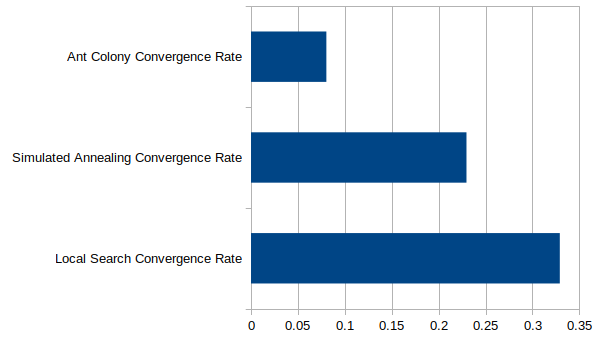 Ant Colony Convergence Rate
Simulated Annealing Convergence Rate
Local Search Convergence Rate
0 0.05 0.1 0.15 0.2 0.25 0.3 0.35